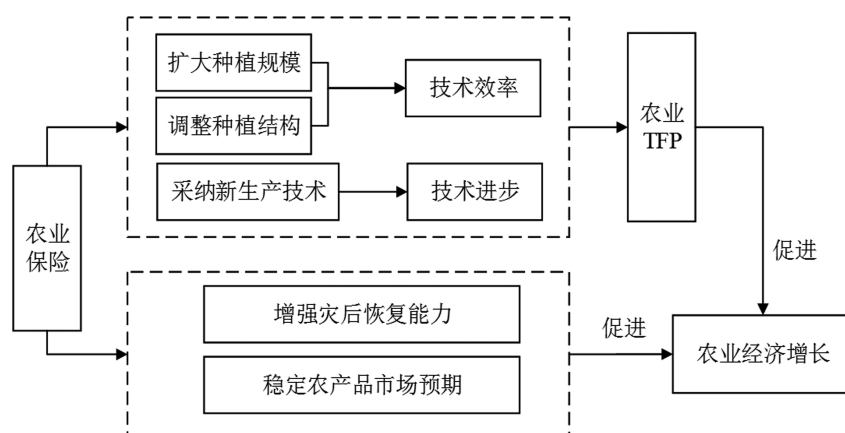 扩大种植规模
调整种植结构
技术效率
采纳新生产技术
技术进步
农业
TFP
农业
保险
促进
增强灾后恢复能力
稳定农产品市场预期
促进
农业经济增长